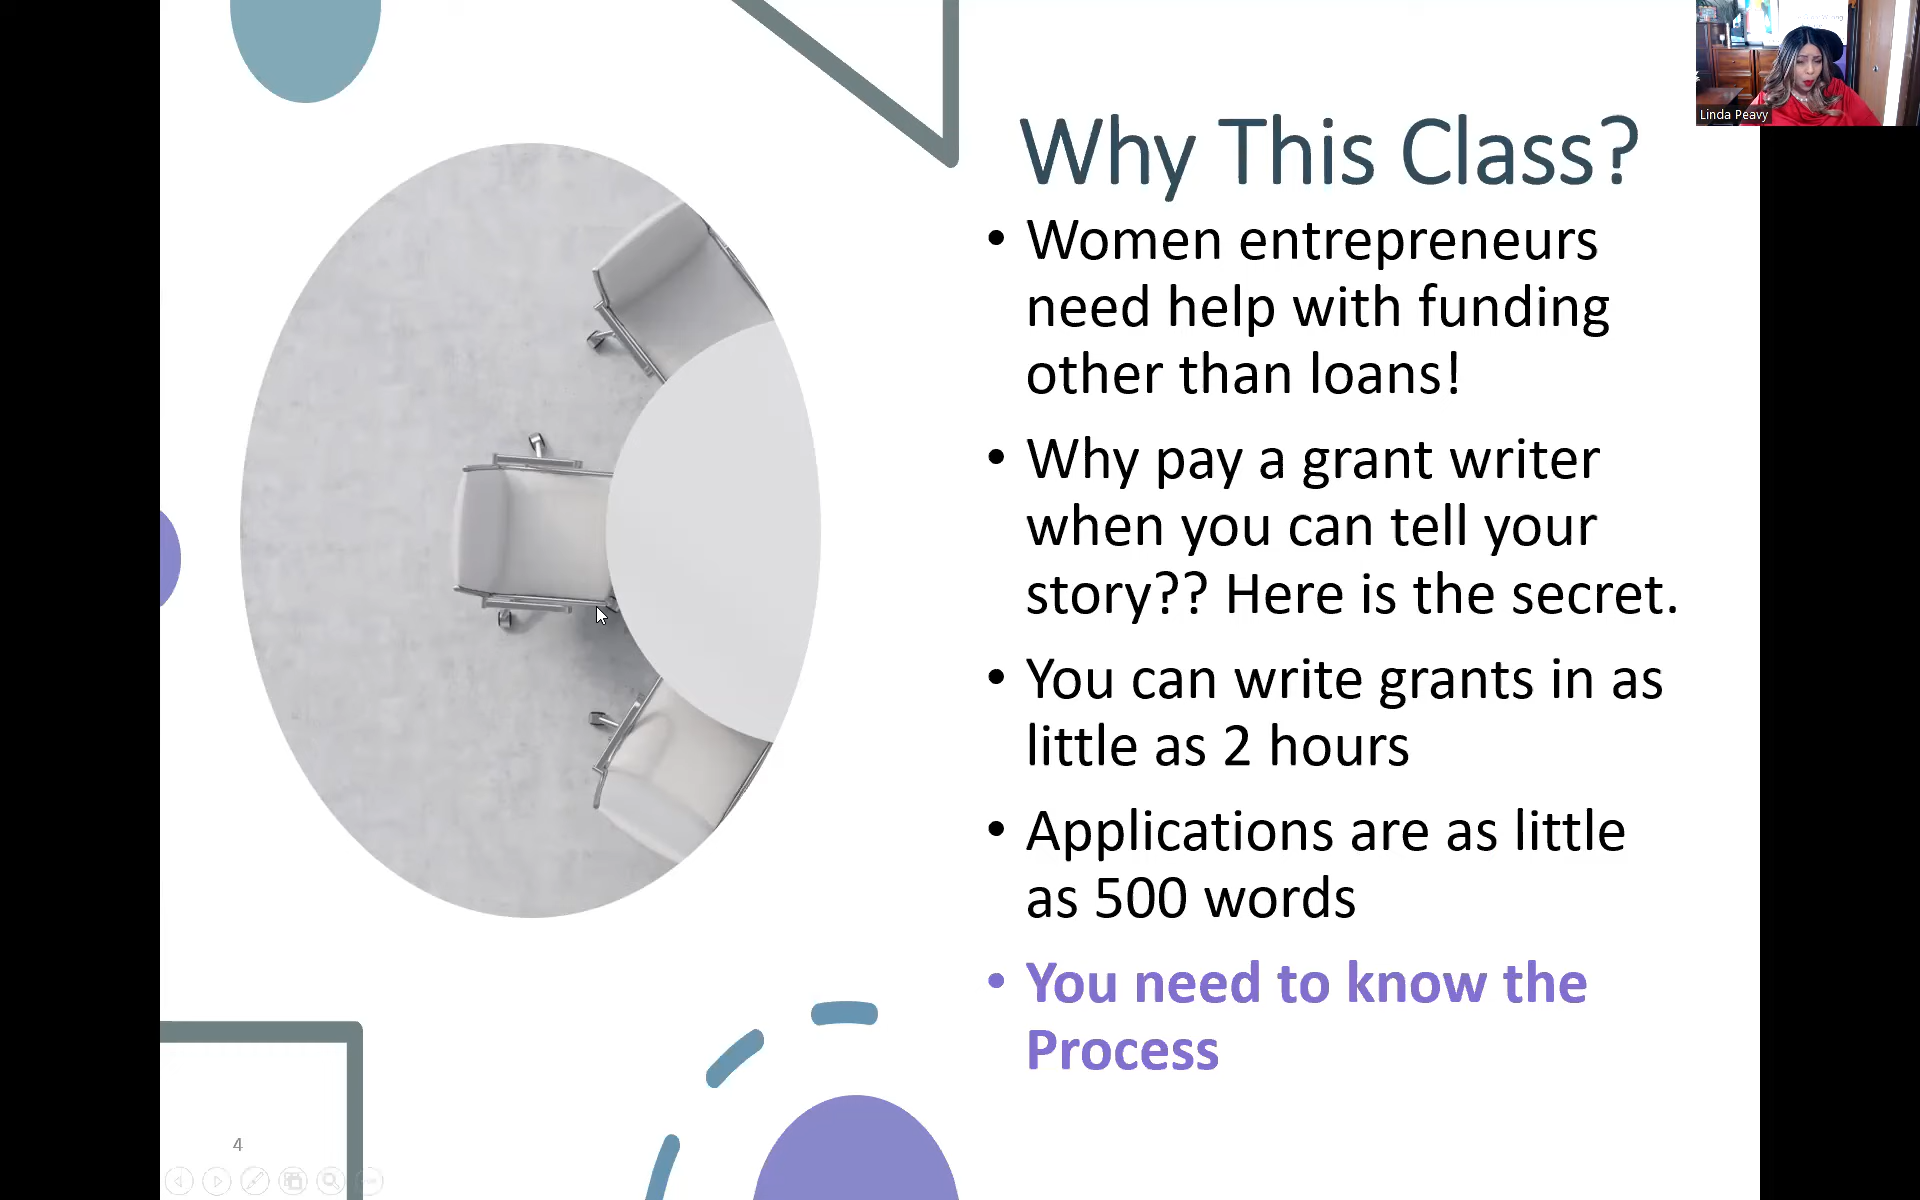 Why This Class?
• Women entrepreneurs
need help with funding
other than loans!
• Why pay a grant writer
when you can tell your
story?? Here is the secret.
• You can write grants in as
little as 2 hours
• Applications are as little
as 500 words
• You need to know the
Process
4
Linda Peavy